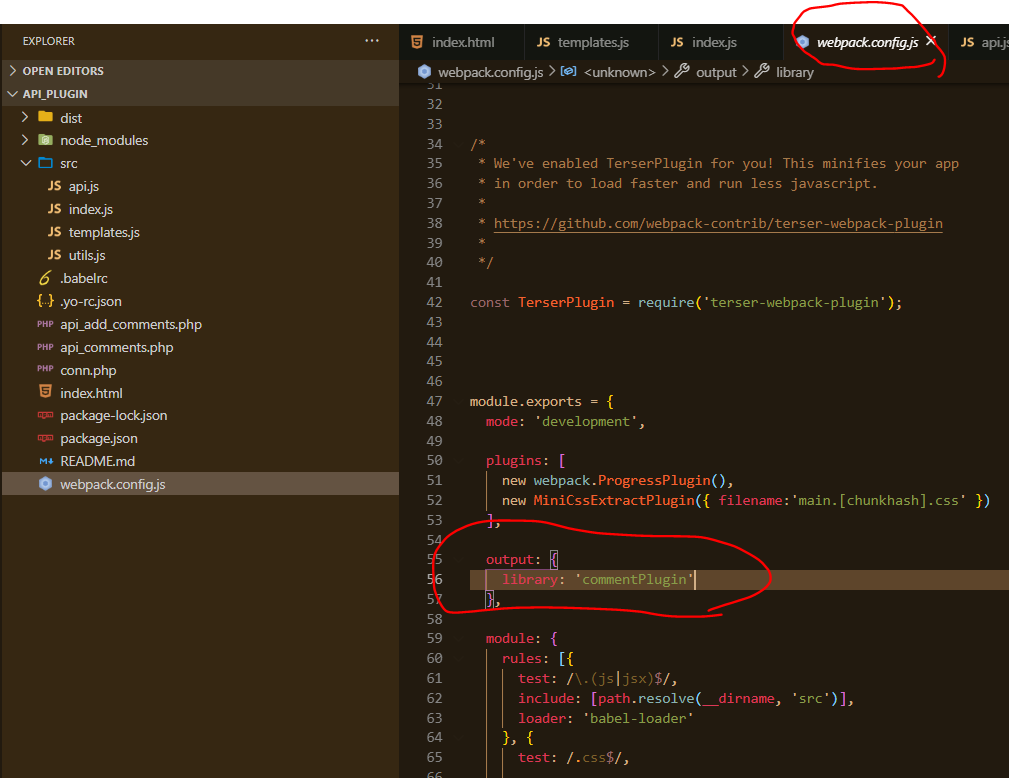 EXPLORER ...
OPEN EDITORS
API_PLUGIN
dist
node_modules
src
JS api.js
JS index.js
JS templates.js
JS utils.js
.babelrc
{..} .yo-rc.json
PHP api_add_comments.php
PHP api_comments.php
PHP conn.php
index.html
package-lock.json
package.json
M↓ README.md
webpack.config.js
index.html JS templates.js JS index.js webpack.config.js × JS api.js
webpack.config.js > <unknown> > output > library
31
32
33
34 /*
35 * We've enabled TerserPlugin for you! This minifies your app
36 * in order to load faster and run less javascript.
37 *
38 * https://github.com/webpack-contrib/terser-webpack-plugin
39 *
40 */
41
42 const TerserPlugin = require('terser-webpack-plugin');
43
44
45
46
47 module.exports = {
48 mode: 'development',
49
50 plugins: [
51 new webpack.ProgressPlugin(),
52 new MiniCssExtractPlugin({ filename:'main.[chunkhash].css' })
53 ],
54
55 output: {
56 library: 'commentPlugin'
57 },
58
59 module: {
60 rules: [{
61 test: /\.(js|jsx)$/,
62 include: [path.resolve(__dirname, 'src')],
63 loader: 'babel-loader'
64 }, {
65 test: /.css$/,
66